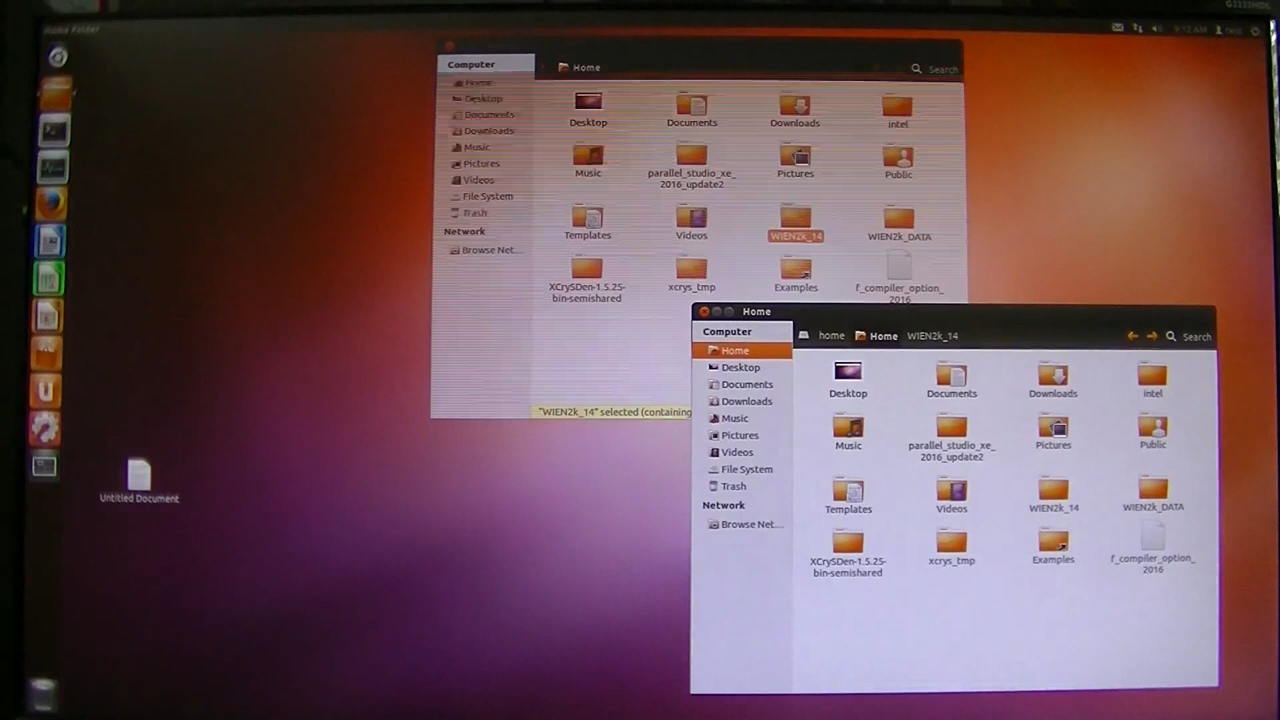 Home Folder
9:12 AM
Computer
Home
Desktop
Documents
Downloads
Music
Pictures
Videos
File System
Trash
Network
Browse Net...
Home
Search
Desktop
Documents
Downloads
intel
Music
parallel_studio_xe_
2016_update2
Pictures
Public
Templates
Videos
WIEN2k_14
WIEN2k_DATA
XCrySDen-1.5.25-
bin-semishared
xcrys_tmp
Examples
f_compiler_option_
2016
"WIEN2k_14" selected (containing
Home
Computer
Home
Desktop
Documents
Downloads
Music
Pictures
Videos
File System
Trash
Network
Browse Net...
home
Home
WIEN2k_14
Search
Desktop
Documents
Downloads
intel
Music
parallel_studio_xe_
2016_update2
Pictures
Public
Templates
Videos
WIEN2k_14
WIEN2k_DATA
XCrySDen-1.5.25-
bin-semishared
xcrys_tmp
Examples
f_compiler_option_
2016
Untitled Document